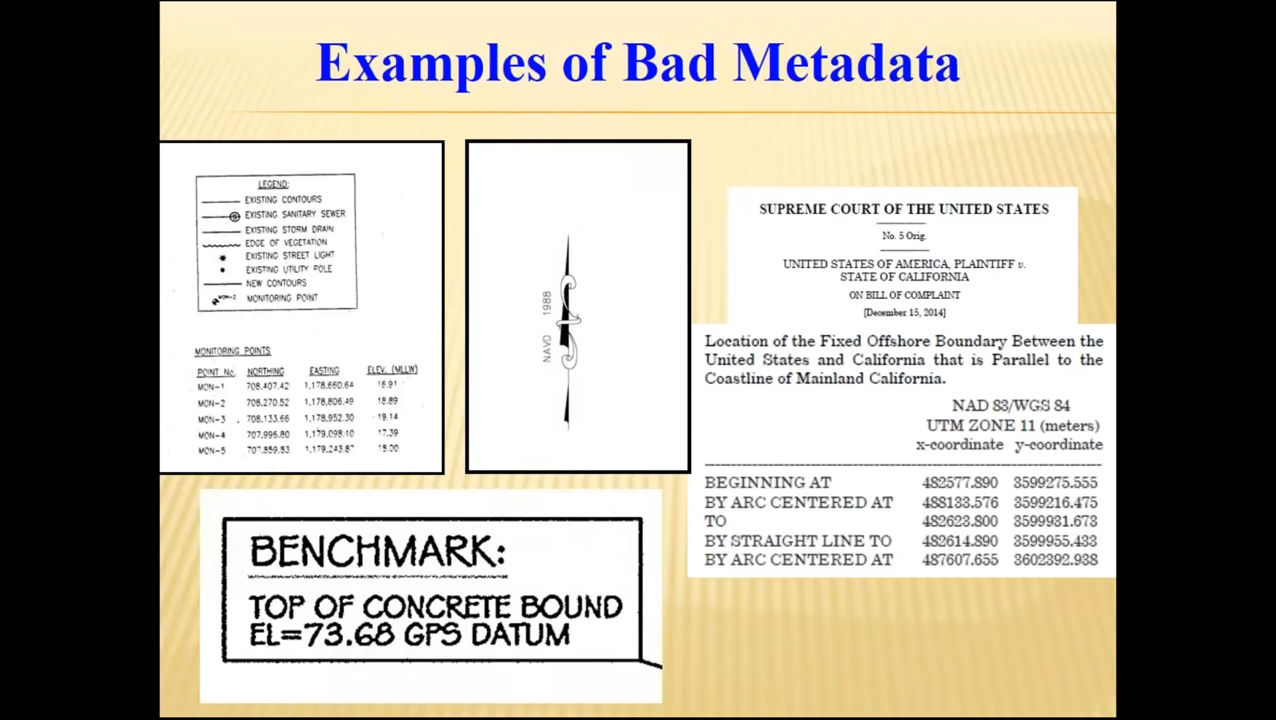 Examples of Bad Metadata
LEGEND:
EXISTING CONTOURS
EXISTING SANITARY SEWER
EXISTING STORM DRAIN
EDGE OF VEGETATION
EXISTING STREET LIGHT
EXISTING UTILITY POLE
NEW CONTOURS
MON-2 MONITORING POINT
MONITORING POINTS
POINT No. NORTHING EASTING ELEV. (MLLW)
MON-1 708,407.42 1,178,660.64 16.91
MON-2 708,270.52 1,178,806.49 18.89
MON-3 708,133.66 1,178,952.30 19.14
MON-4 707,996.80 1,179,098.10 17.39
MON-5 707,859.93 1,179,243.87
NAVD 1988
SUPREME COURT OF THE UNITED STATES
No. 5 Orig.
UNITED STATES OF AMERICA, PLAINTIFF v.
STATE OF CALIFORNIA
ON BILL OF COMPLAINT
[December 15, 2014]
Location of the Fixed Offshore Boundary Between the
United States and California that is Parallel to the
Coastline of Mainland California.
NAD 83/WGS 84
UTM ZONE 11 (meters)
x-coordinate y-coordinate
BEGINNING AT 482577.890 3599275.555
BY ARC CENTERED AT 488133.576 3599216.475
TO 482623.800 3599931.673
BY STRAIGHT LINE TO 482614.890 3599955.433
BY ARC CENTERED AT 487607.655 3602392.938
BENCHMARK:
TOP OF CONCRETE BOUND
EL=73.68 GPS DATUM